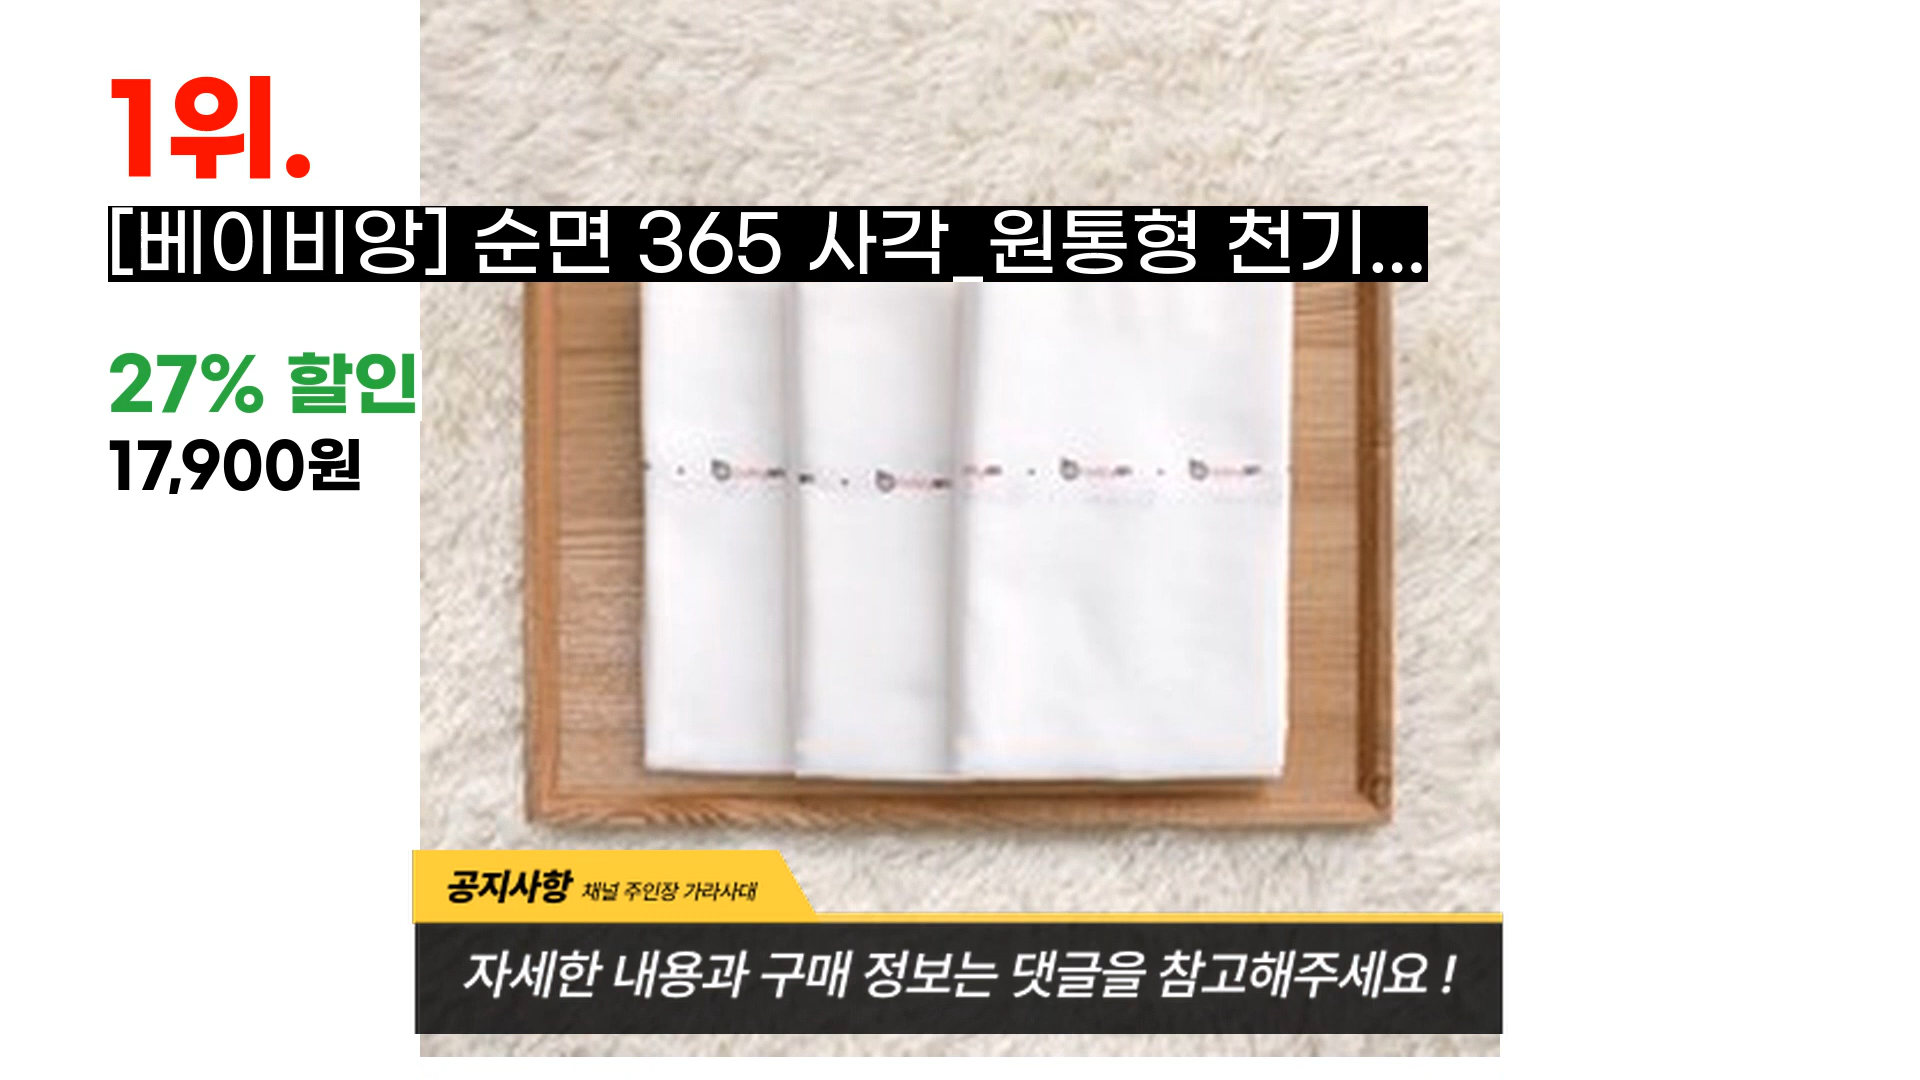 1위.
[베이비앙] 순면 365 사각_원통형 천기...
27% 할인
17,900원
공지사항 채널 주인장 가라사대
자세한 내용과 구매 정보는 댓글을 참고해주세요 !